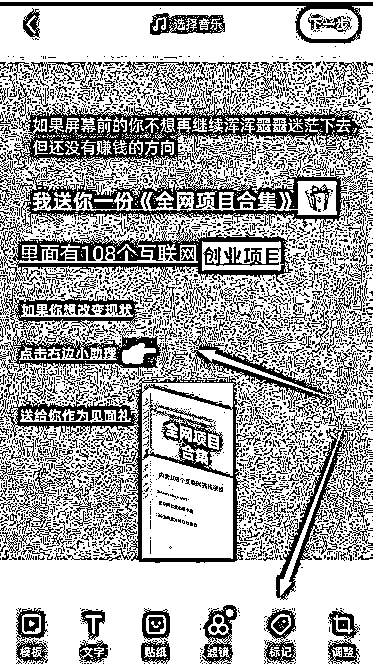 选择音乐
下一步
如果屏幕前的你不想再继续浑浑噩噩迷茫下去
但还没有赚钱的方向
我送你一份《全网项目合集》
里面有108个互联网创业项目
如果你想改变现状
点击右边小助理
送给你作为见面礼
全网项目
合集
模板
文字
贴纸
滤镜
标记
调整